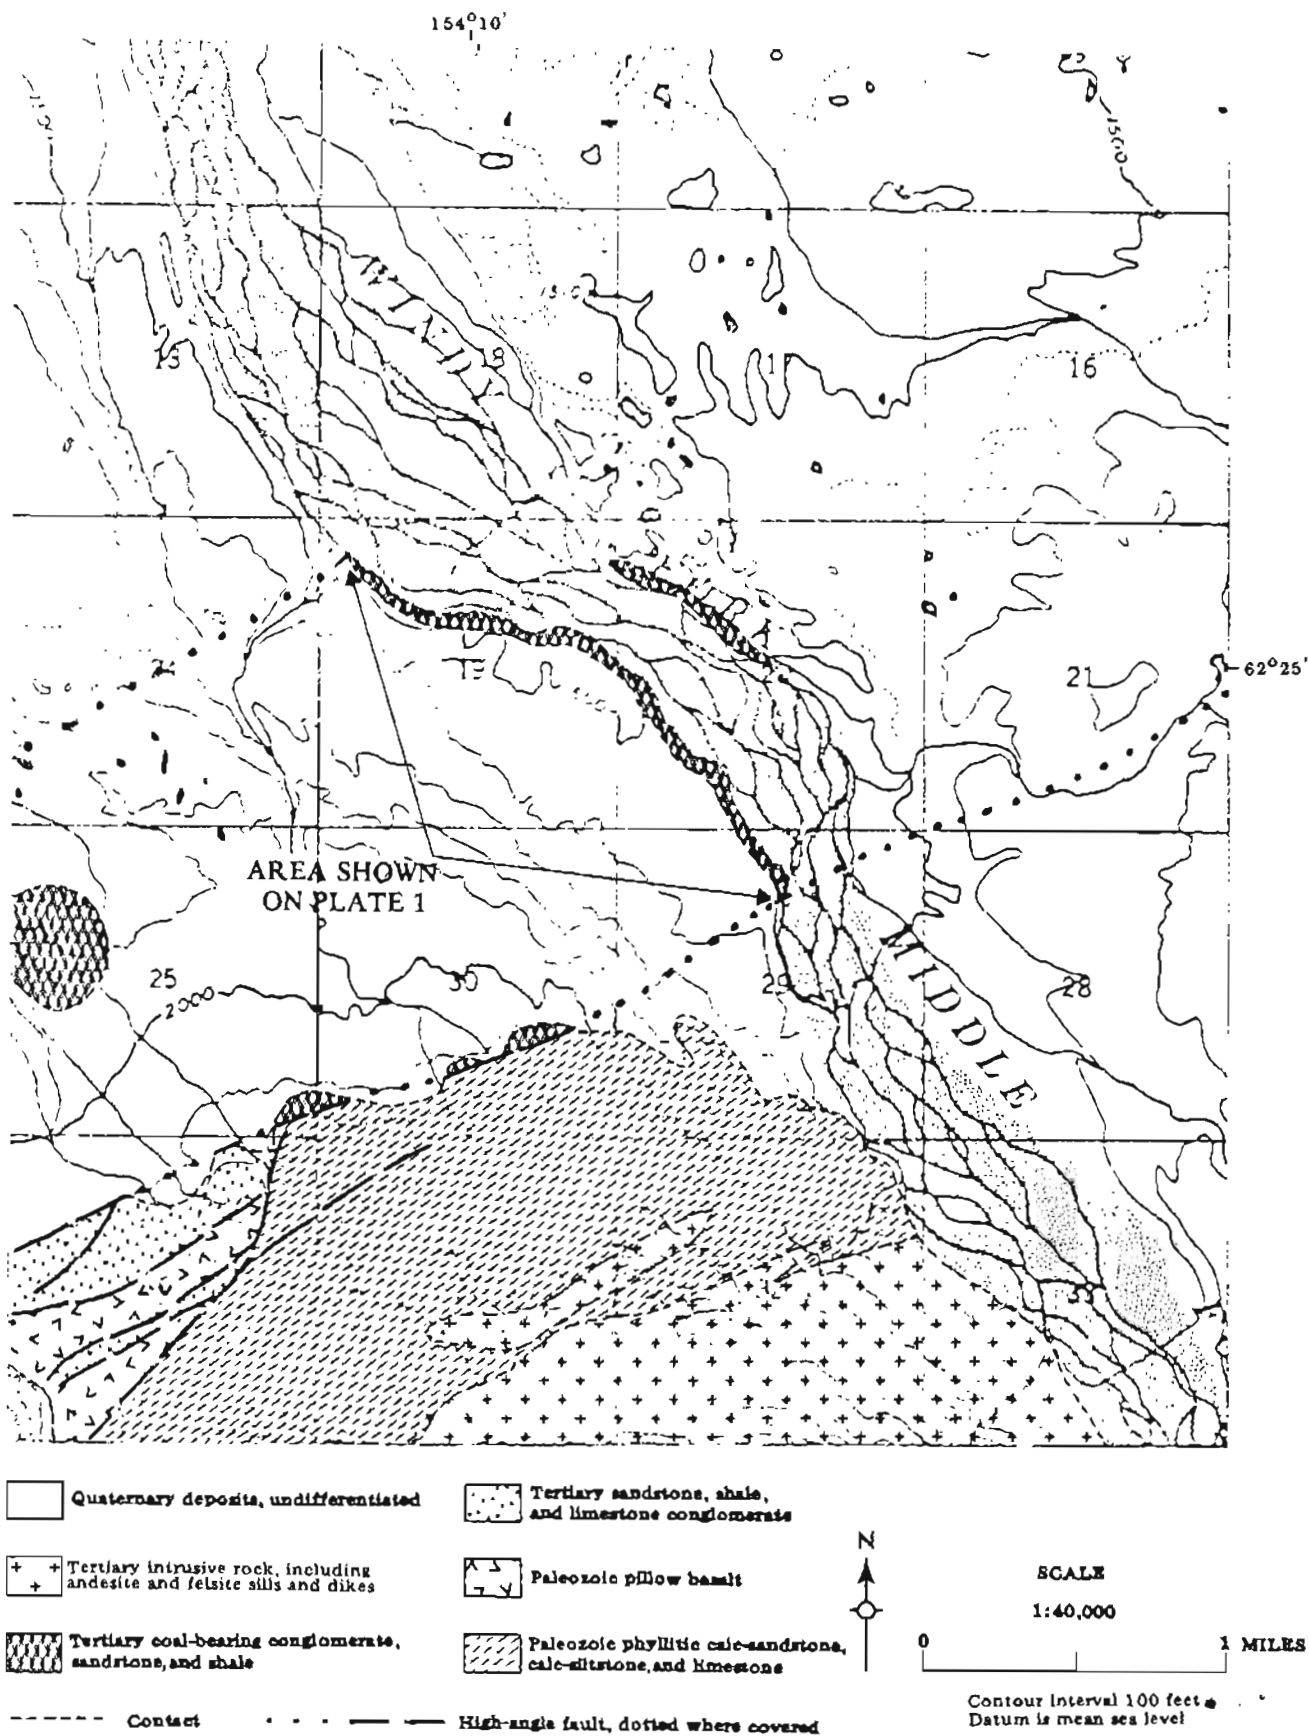 154°10'
1500
WINDY
13
18
16
24
19
21
62°25'
AREA SHOWN
ON PLATE 1
MIDDLE
25
30
29
28
2000
Quaternary deposits, undifferentiated
Tertiary intrusive rock, including
andesite and felsite sills and dikes
Tertiary coal-bearing conglomerate,
sandstone, and shale
Contact
Tertiary sandstone, shale,
and limestone conglomerate
Paleozoic pillow basalt
Paleozoic phyllitic calc-sandstone,
calc-siltstone, and limestone
High-angle fault, dotted where covered
N
SCALE
1:40,000
0 1 MILES
Contour interval 100 feet
Datum is mean sea level